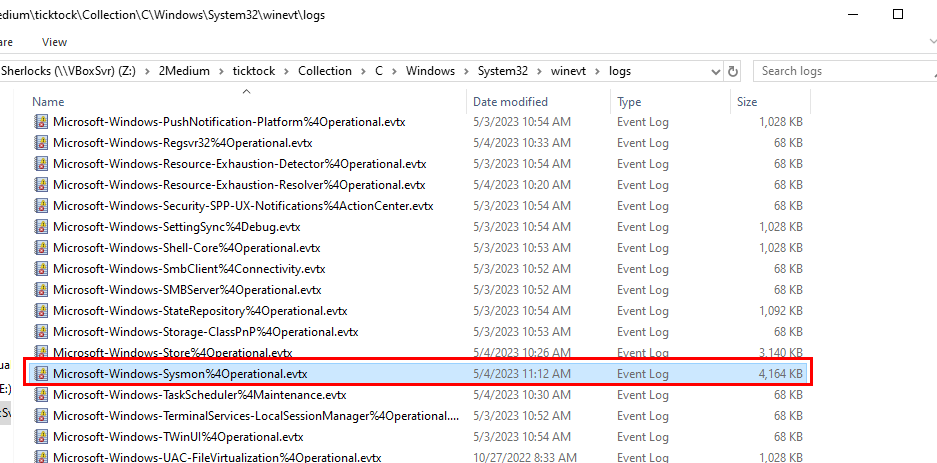 edium\ticktock\Collection\C\Windows\System32\winevt\logs
are View
Sherlocks (\\VBoxSvr) (Z:) > 2Medium > ticktock > Collection > C > Windows > System32 > winevt > logs Search logs
Name Date modified Type Size
Microsoft-Windows-PushNotification-Platform%4Operational.evtx 5/3/2023 10:54 AM Event Log 1,028 KB
Microsoft-Windows-Regsvr32%4Operational.evtx 5/4/2023 10:33 AM Event Log 68 KB
Microsoft-Windows-Resource-Exhaustion-Detector%4Operational.evtx 5/3/2023 10:54 AM Event Log 68 KB
Microsoft-Windows-Resource-Exhaustion-Resolver%4Operational.evtx 5/4/2023 10:20 AM Event Log 68 KB
Microsoft-Windows-Security-SPP-UX-Notifications%4ActionCenter.evtx 5/3/2023 10:54 AM Event Log 68 KB
Microsoft-Windows-SettingSync%4Debug.evtx 5/3/2023 10:54 AM Event Log 1,028 KB
Microsoft-Windows-Shell-Core%4Operational.evtx 5/3/2023 10:53 AM Event Log 1,028 KB
Microsoft-Windows-SmbClient%4Connectivity.evtx 5/3/2023 10:52 AM Event Log 68 KB
Microsoft-Windows-SMBServer%4Operational.evtx 5/3/2023 10:52 AM Event Log 68 KB
Microsoft-Windows-StateRepository%4Operational.evtx 5/3/2023 10:53 AM Event Log 1,092 KB
Microsoft-Windows-Storage-ClassPnP%4Operational.evtx 5/3/2023 10:53 AM Event Log 68 KB
Microsoft-Windows-Store%4Operational.evtx 5/4/2023 10:26 AM Event Log 3,140 KB
ua Microsoft-Windows-Sysmon%4Operational.evtx 5/4/2023 11:12 AM Event Log 4,164 KB
E:) Microsoft-Windows-TaskScheduler%4Maintenance.evtx 5/4/2023 10:30 AM Event Log 68 KB
Microsoft-Windows-TerminalServices-LocalSessionManager%4Operational.... 5/3/2023 10:52 AM Event Log 68 KB
Microsoft-Windows-TWinUI%4Operational.evtx 5/3/2023 10:54 AM Event Log 68 KB
Microsoft-Windows-UAC-FileVirtualization%4Operational.evtx 10/27/2022 8:33 AM Event Log 68 KB